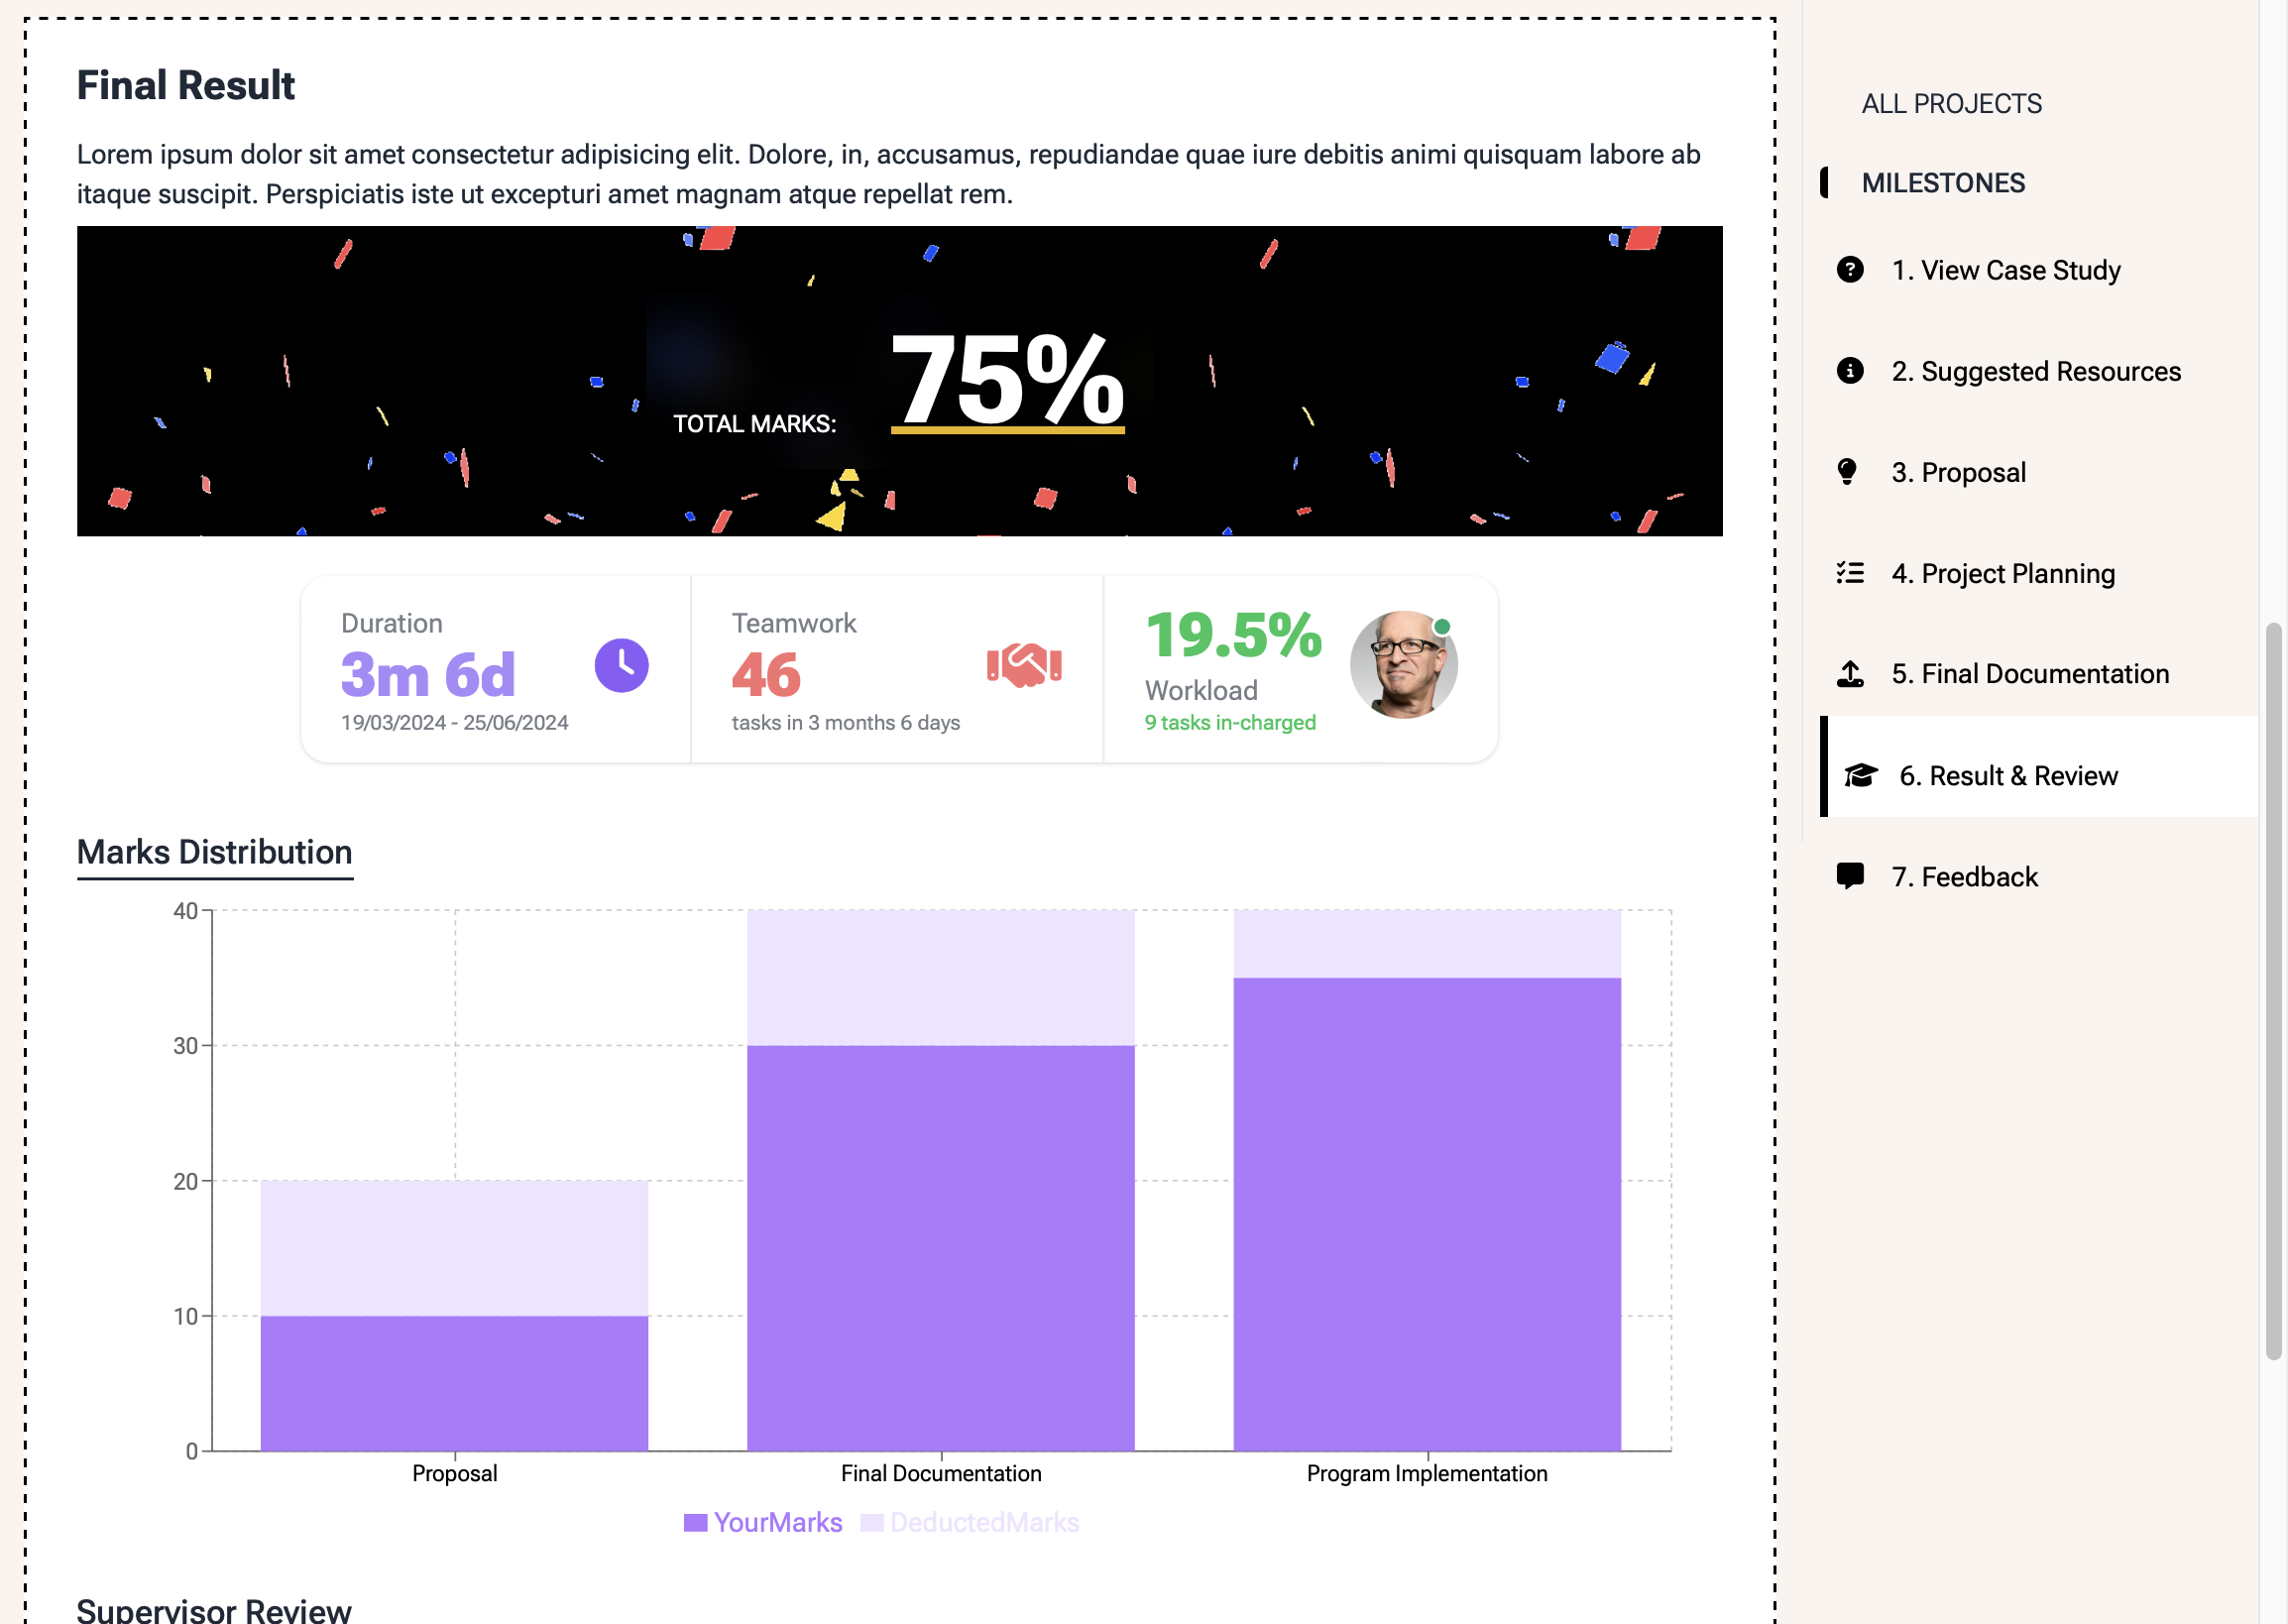 Final Result
Lorem ipsum dolor sit amet consectetur adipisicing elit. Dolore, in, accusamus, repudiandae quae iure debitis animi quisquam labore ab
itaque suscipit. Perspiciatis iste ut excepturi amet magnam atque repellat rem.
TOTAL MARKS: 75%
Duration
3m 6d
19/03/2024 - 25/06/2024
Teamwork
46
tasks in 3 months 6 days
19.5%
Workload
9 tasks in-charged
Marks Distribution
40
30
20
10
0
Proposal
Final Documentation
Program Implementation
YourMarks
DeductedMarks
Supervisor Review
ALL PROJECTS
MILESTONES
1. View Case Study
2. Suggested Resources
3. Proposal
4. Project Planning
5. Final Documentation
6. Result & Review
7. Feedback